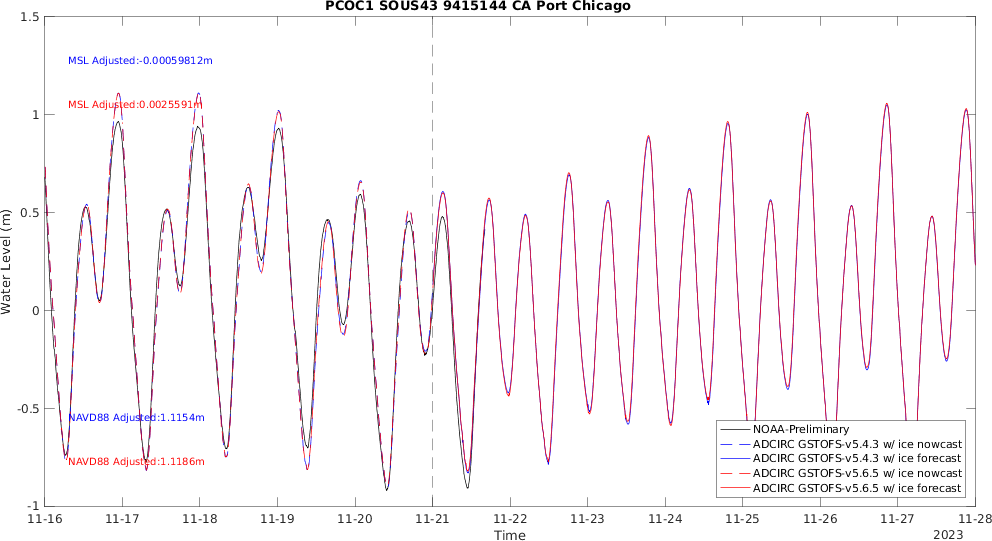 PCOC1 SOUS43 9415144 CA Port Chicago
1.5
MSL Adjusted:-0.00059812m
MSL Adjusted:0.0025591m
1
0.5
Water Level (m)
0
-0.5
NAVD88 Adjusted:1.1154m
NAVD88 Adjusted:1.1186m
NOAA-Preliminary
ADCIRC GSTOFS-v5.4.3 w/ ice nowcast
ADCIRC GSTOFS-v5.4.3 w/ ice forecast
ADCIRC GSTOFS-v5.6.5 w/ ice nowcast
ADCIRC GSTOFS-v5.6.5 w/ ice forecast
-1
11-16 11-17 11-18 11-19 11-20 11-21 11-22 11-23 11-24 11-25 11-26 11-27 11-28
Time
2023